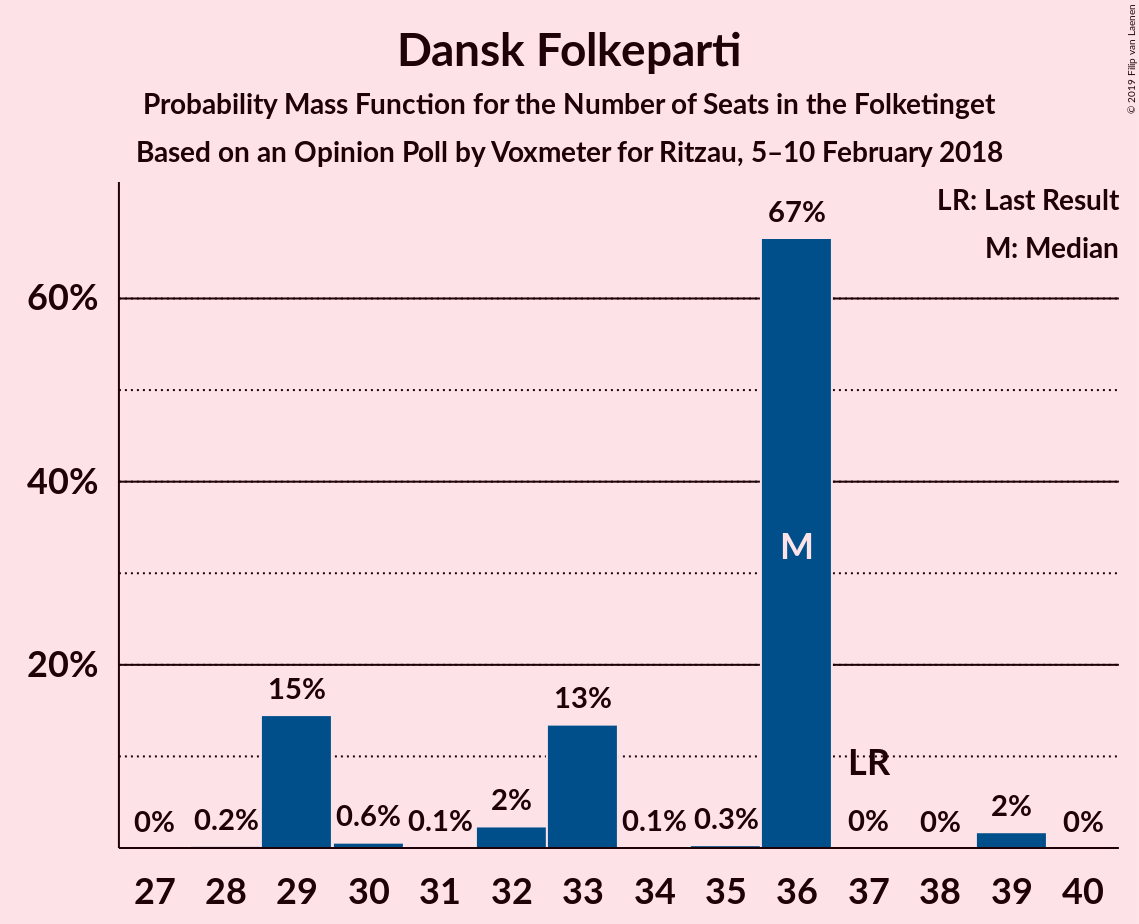 Dansk Folkeparti
Probability Mass Function for the Number of Seats in the Folketinget
Based on an Opinion Poll by Voxmeter for Ritzau, 5–10 February 2018
© 2019 Filip van Laenen
LR: Last Result
M: Median
60%
40%
20%
0%
0.2%
15%
0.6%
0.1%
2%
13%
0.1%
0.3%
67%
M
LR
0%
0%
2%
0%
27 28 29 30 31 32 33 34 35 36 37 38 39 40